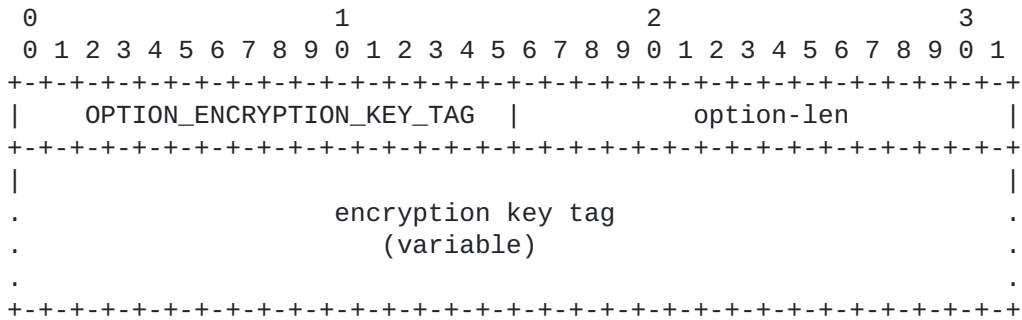 0                   1                   2                   3
 0 1 2 3 4 5 6 7 8 9 0 1 2 3 4 5 6 7 8 9 0 1 2 3 4 5 6 7 8 9 0 1
+-+-+-+-+-+-+-+-+-+-+-+-+-+-+-+-+-+-+-+-+-+-+-+-+-+-+-+-+-+-+-+-+
|    OPTION_ENCRYPTION_KEY_TAG  |           option-len          |
+-+-+-+-+-+-+-+-+-+-+-+-+-+-+-+-+-+-+-+-+-+-+-+-+-+-+-+-+-+-+-+-+
|                                                               |
.                    encryption key tag                         .
.                       (variable)                              .
.                                                               .
+-+-+-+-+-+-+-+-+-+-+-+-+-+-+-+-+-+-+-+-+-+-+-+-+-+-+-+-+-+-+-+-+